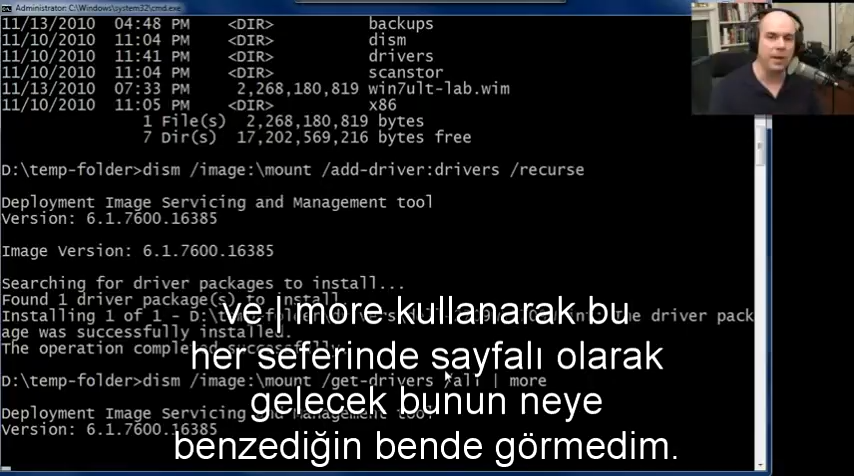 Administrator: C:\Windows\system32\cmd.exe
11/13/2010 04:48 PM <DIR> backups
11/10/2010 11:04 PM <DIR> dism
11/10/2010 11:41 PM <DIR> drivers
11/10/2010 11:04 PM <DIR> scanstor
11/13/2010 07:33 PM 2,268,180,819 win7ult-lab.wim
11/10/2010 11:05 PM <DIR> x86
1 File(s) 2,268,180,819 bytes
7 Dir(s) 17,202,569,216 bytes free
D:\temp-folder>dism /image:\mount /add-driver:drivers /recurse
Deployment Image Servicing and Management tool
Version: 6.1.7600.16385
Image Version: 6.1.7600.16385
Searching for driver packages to install...
Found 1 driver package(s) to install
Installing 1 of 1 - The driver pack
age was successfully installed.
The operation completed successfully
D:\temp-folder>dism /image:\mount /get-drivers /all | more
Deployment Image Servicing and Management tool
Version: 6.1.7600.16385
ve | more kullanarak bu
her seferinde sayfalı olarak
gelecek bunun neye
benzediğin bende görmedim.